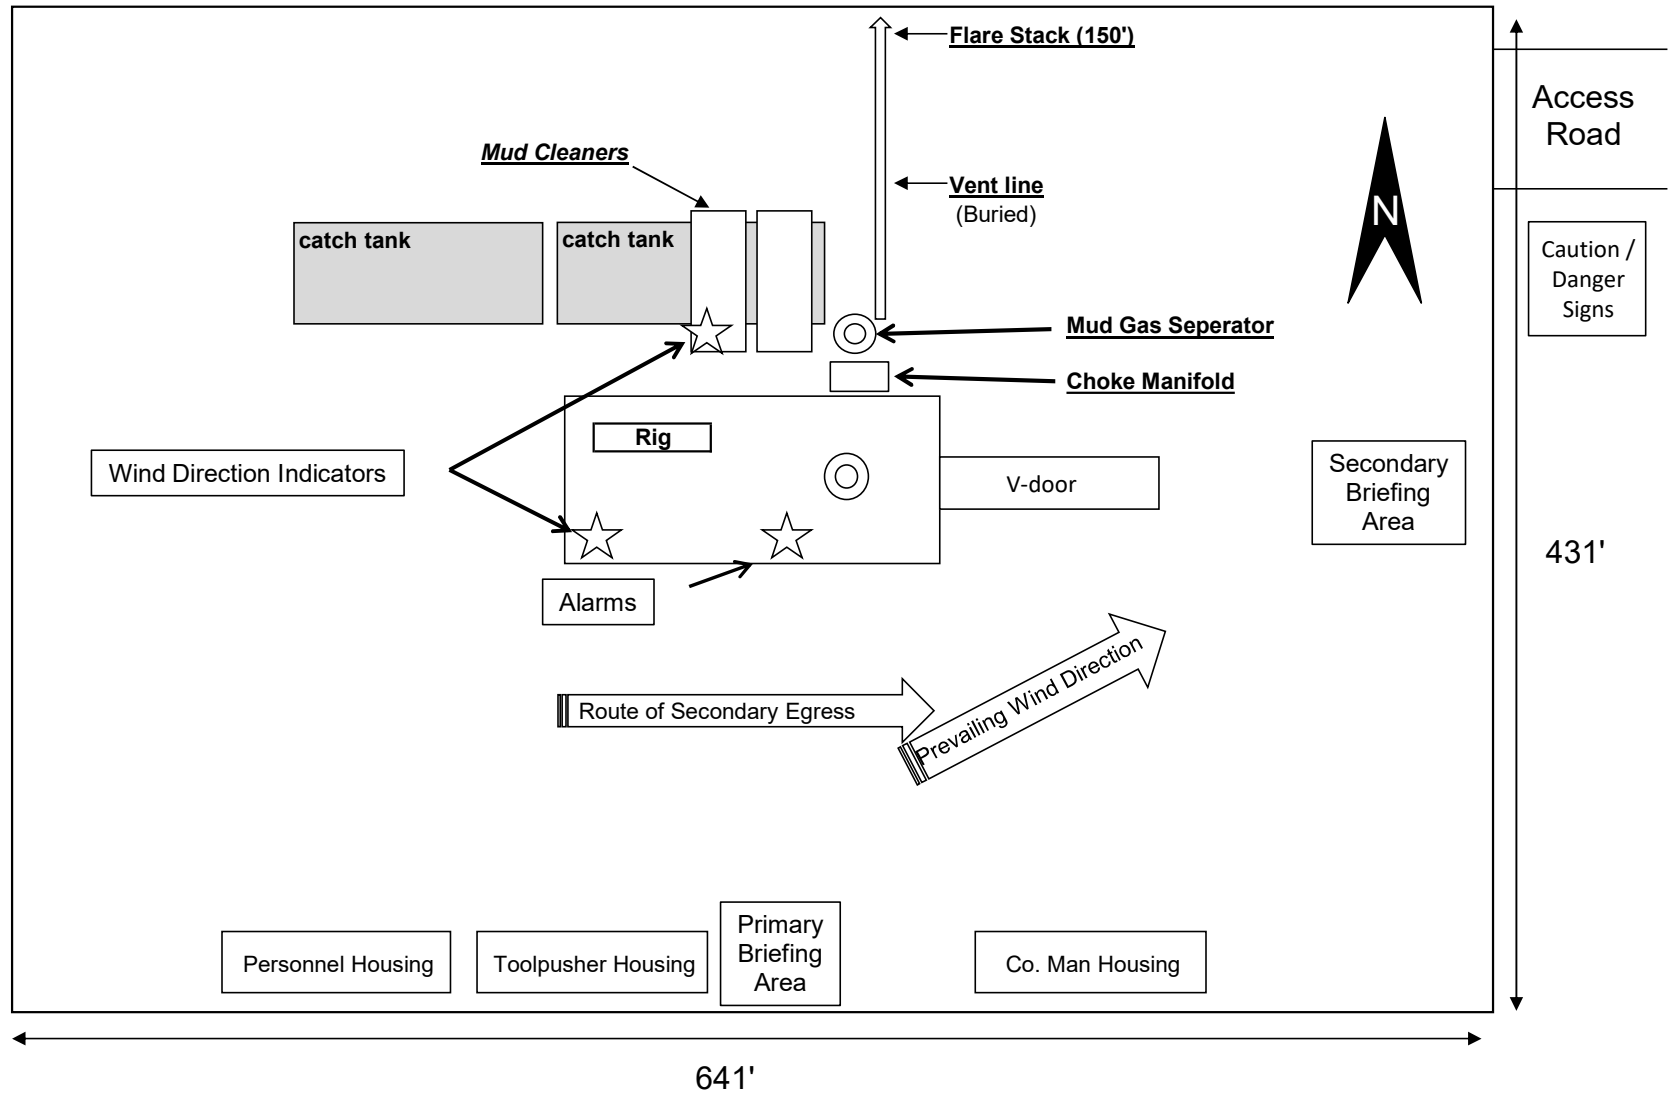 Flare Stack (150')
Access
Road
Mud Cleaners
Vent line
(Buried)
N
catch tank
catch tank
Caution /
Danger
Signs
Mud Gas Seperator
Choke Manifold
Rig
Wind Direction Indicators
V-door
Secondary
Briefing
Area
431'
Alarms
Prevailing Wind Direction
Route of Secondary Egress
Personnel Housing
Toolpusher Housing
Primary
Briefing
Area
Co. Man Housing
641'